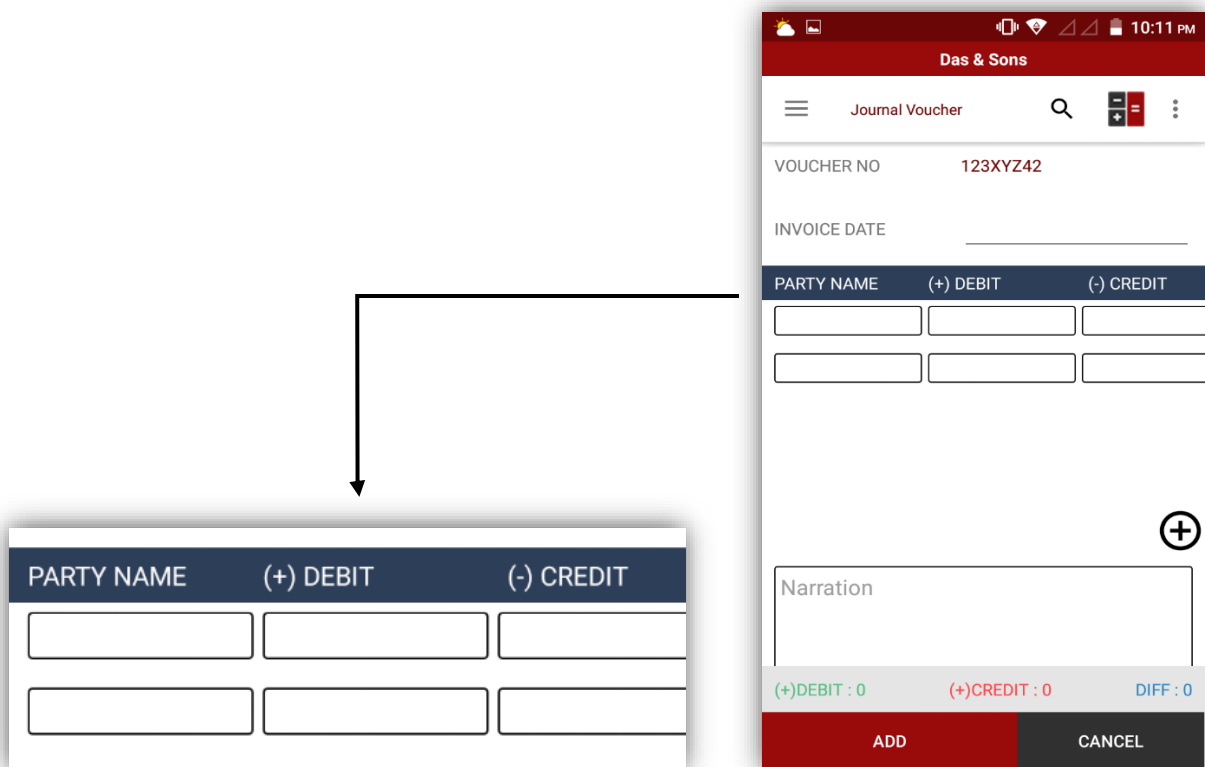 10:11 PM
Das & Sons
Journal Voucher
VOUCHER NO 123XYZ42
INVOICE DATE
PARTY NAME (+) DEBIT (-) CREDIT
Narration
(+)DEBIT : 0 (+)CREDIT : 0 DIFF : 0
ADD CANCEL
PARTY NAME (+) DEBIT (-) CREDIT